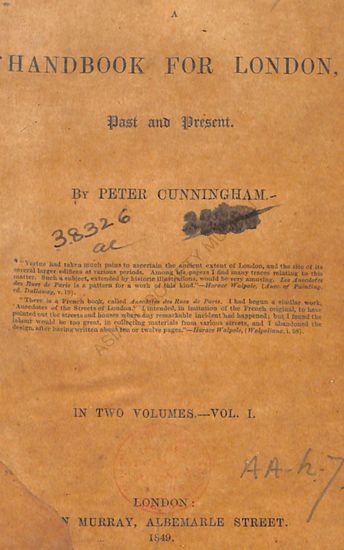 A
HANDBOOK FOR LONDON,
Past and Present.
BY PETER CUNNINGHAM.
38326
"Vertue had taken much pains to ascertain the ancient extent of London, and the site of its
several larger edifices at various periods. Among his papers I find many traces relating to this
matter. Such a subject, extended by historic illustrations, would be very amusing. Les Anecdotes
des Rues de Paris is a pattern for a work of this kind."—Horace Walpole, (Anec. of Painting,
ed. Dallaway, v. 19).
"There is a French book, called Anecdotes des Rues de Paris. I had begun a similar work,
'Anecdotes of the Streets of London.' I intended, in imitation of the French original, to have
pointed out the streets and houses where any remarkable incident had happened; but I found the
labour would be too great, in collecting materials from various streets, and I abandoned the
design, after having written about ten or twelve pages."—Horace Walpole, (Walpoliana, i. 58).
IN TWO VOLUMES.—VOL. I.
AA-h-7
LONDON:
N MURRAY, ALBEMARLE STREET.
1849.